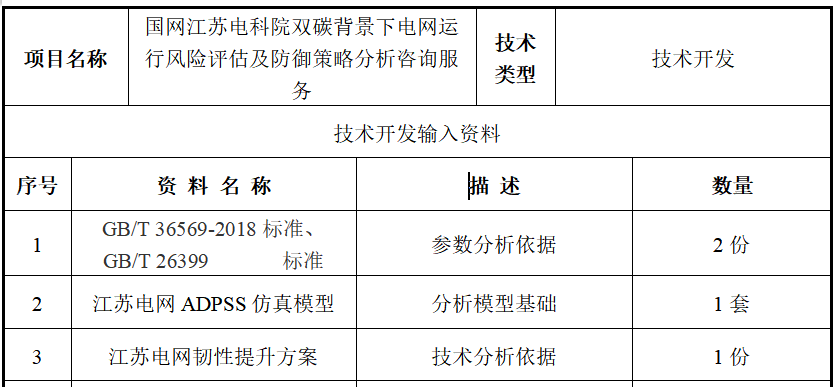 项目名称
国网江苏电科院双碳背景下电网运
行风险评估及防御策略分析咨询服
务
技术
类型
技术开发
技术开发输入资料
序号 资 料 名 称 描 述 数量
1
GB/T 36569-2018 标准、
GB/T 26399 标准
参数分析依据 2 份
2 江苏电网 ADPSS 仿真模型 分析模型基础 1 套
3 江苏电网韧性提升方案 技术分析依据 1 份